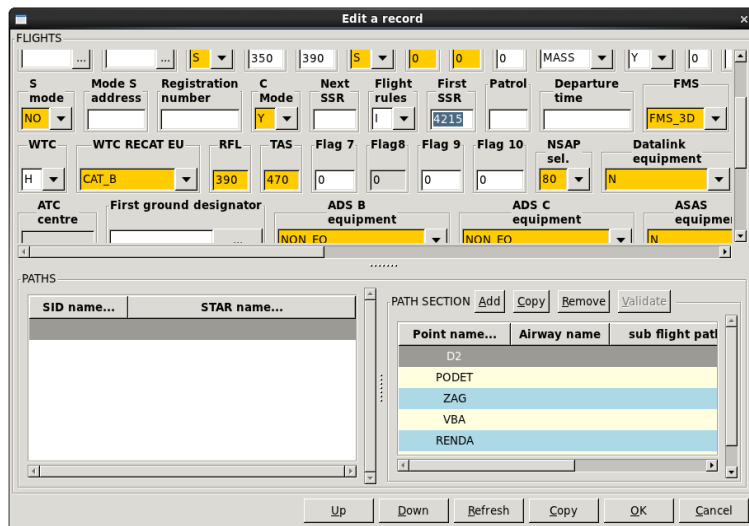 Edit a record ×
FLIGHTS
... ... S 350 390 S 0 0 0 MASS Y 0
S mode Mode S address Registration number C Mode Next SSR Flight rules First SSR Patrol Departure time FMS
NO Y I 4215 FMS_3D
WTC WTC RECAT EU RFL TAS Flag 7 Flag8 Flag 9 Flag 10 NSAP sel. Datalink equipment
H CAT_B 390 470 0 0 0 0 80 N
ATC centre First ground designator ADS B equipment ADS C equipment ASAS
... NON_EQ NON_EQ N
PATHS
SID name... STAR name...
PATH SECTION Add Copy Remove Validate
Point name... Airway name sub flight
D2
PODET
ZAG
VBA
RENDA
Up Down Refresh Copy OK Cancel